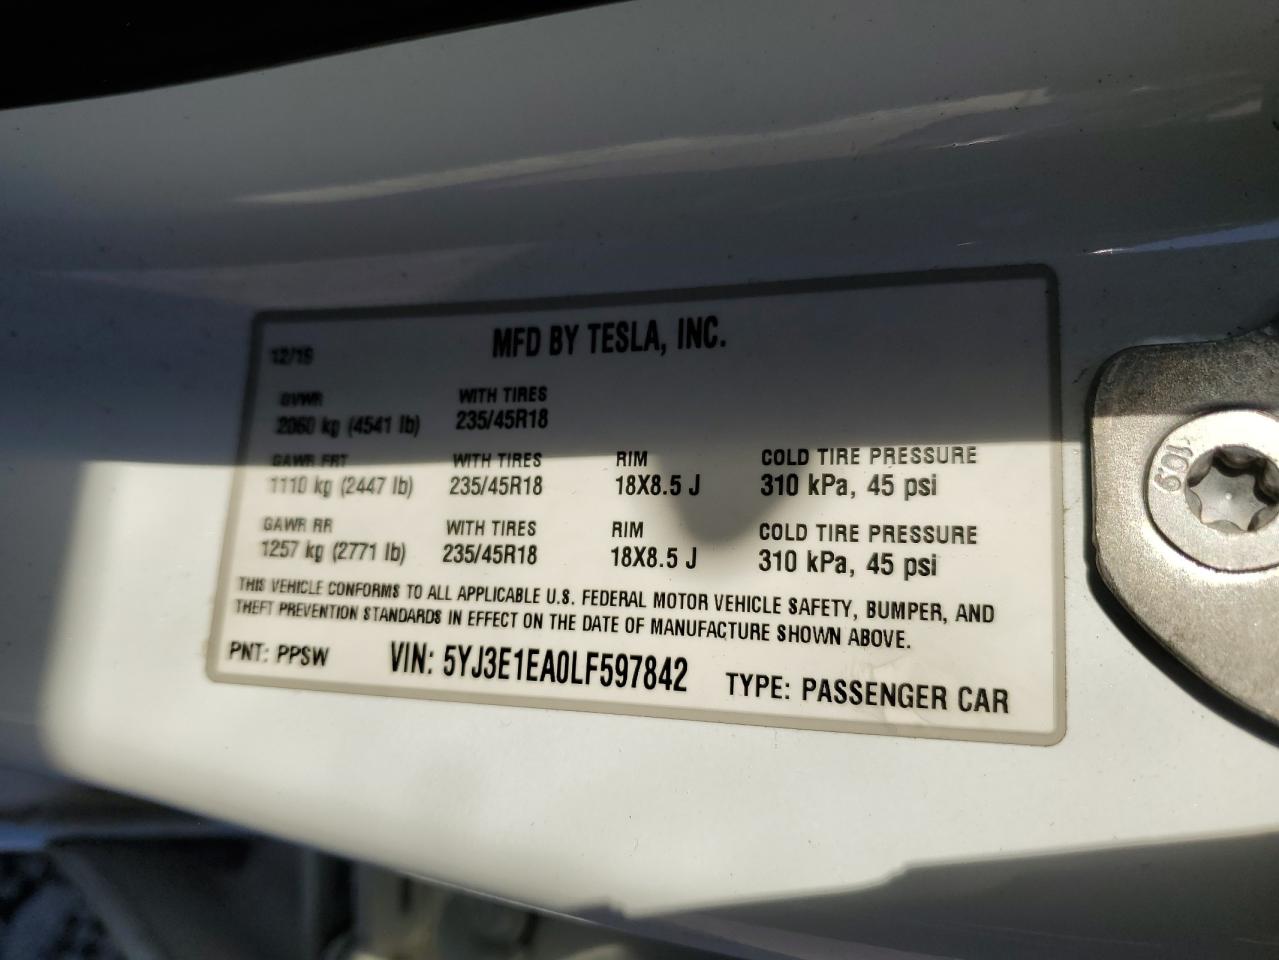 MFD BY TESLA, INC.
12/19
GVWR WITH TIRES
2060 kg (4541 lb) 235/45R18
GAWR FRT WITH TIRES RIM COLD TIRE PRESSURE
1110 kg (2447 lb) 235/45R18 18X8.5 J 310 kPa, 45 psi
GAWR RR WITH TIRES RIM COLD TIRE PRESSURE
1257 kg (2771 lb) 235/45R18 18X8.5 J 310 kPa, 45 psi
THIS VEHICLE CONFORMS TO ALL APPLICABLE U.S. FEDERAL MOTOR VEHICLE SAFETY, BUMPER, AND
THEFT PREVENTION STANDARDS IN EFFECT ON THE DATE OF MANUFACTURE SHOWN ABOVE.
PNT: PPSW VIN: 5YJ3E1EA0LF597842 TYPE: PASSENGER CAR
109